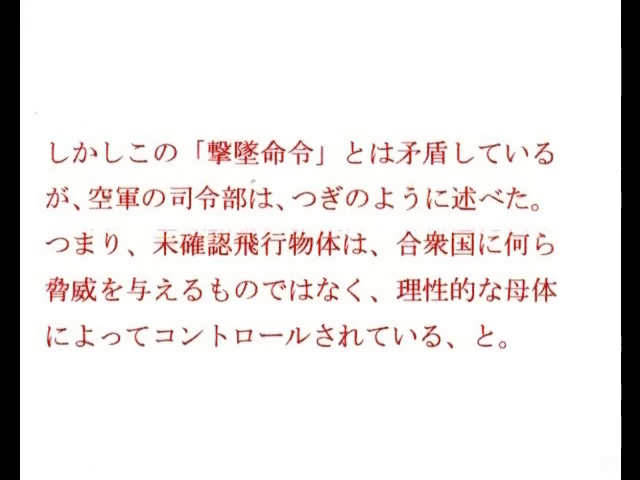 しかしこの「撃墜命令」とは矛盾している
が、空軍の司令部は、つぎのように述べた。
つまり、未確認飛行物体は、合衆国に何ら
脅威を与えるものではなく、理性的な母体
によってコントロールされている、と。